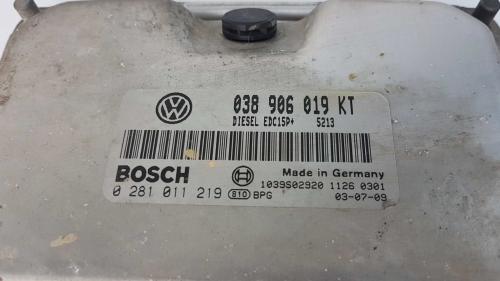 038 906 019 KT
DIESEL EDC15P+ 5213
BOSCH
Made in Germany
0 281 011 219 810 BPG
1039S02920 1126 0301
03-07-09